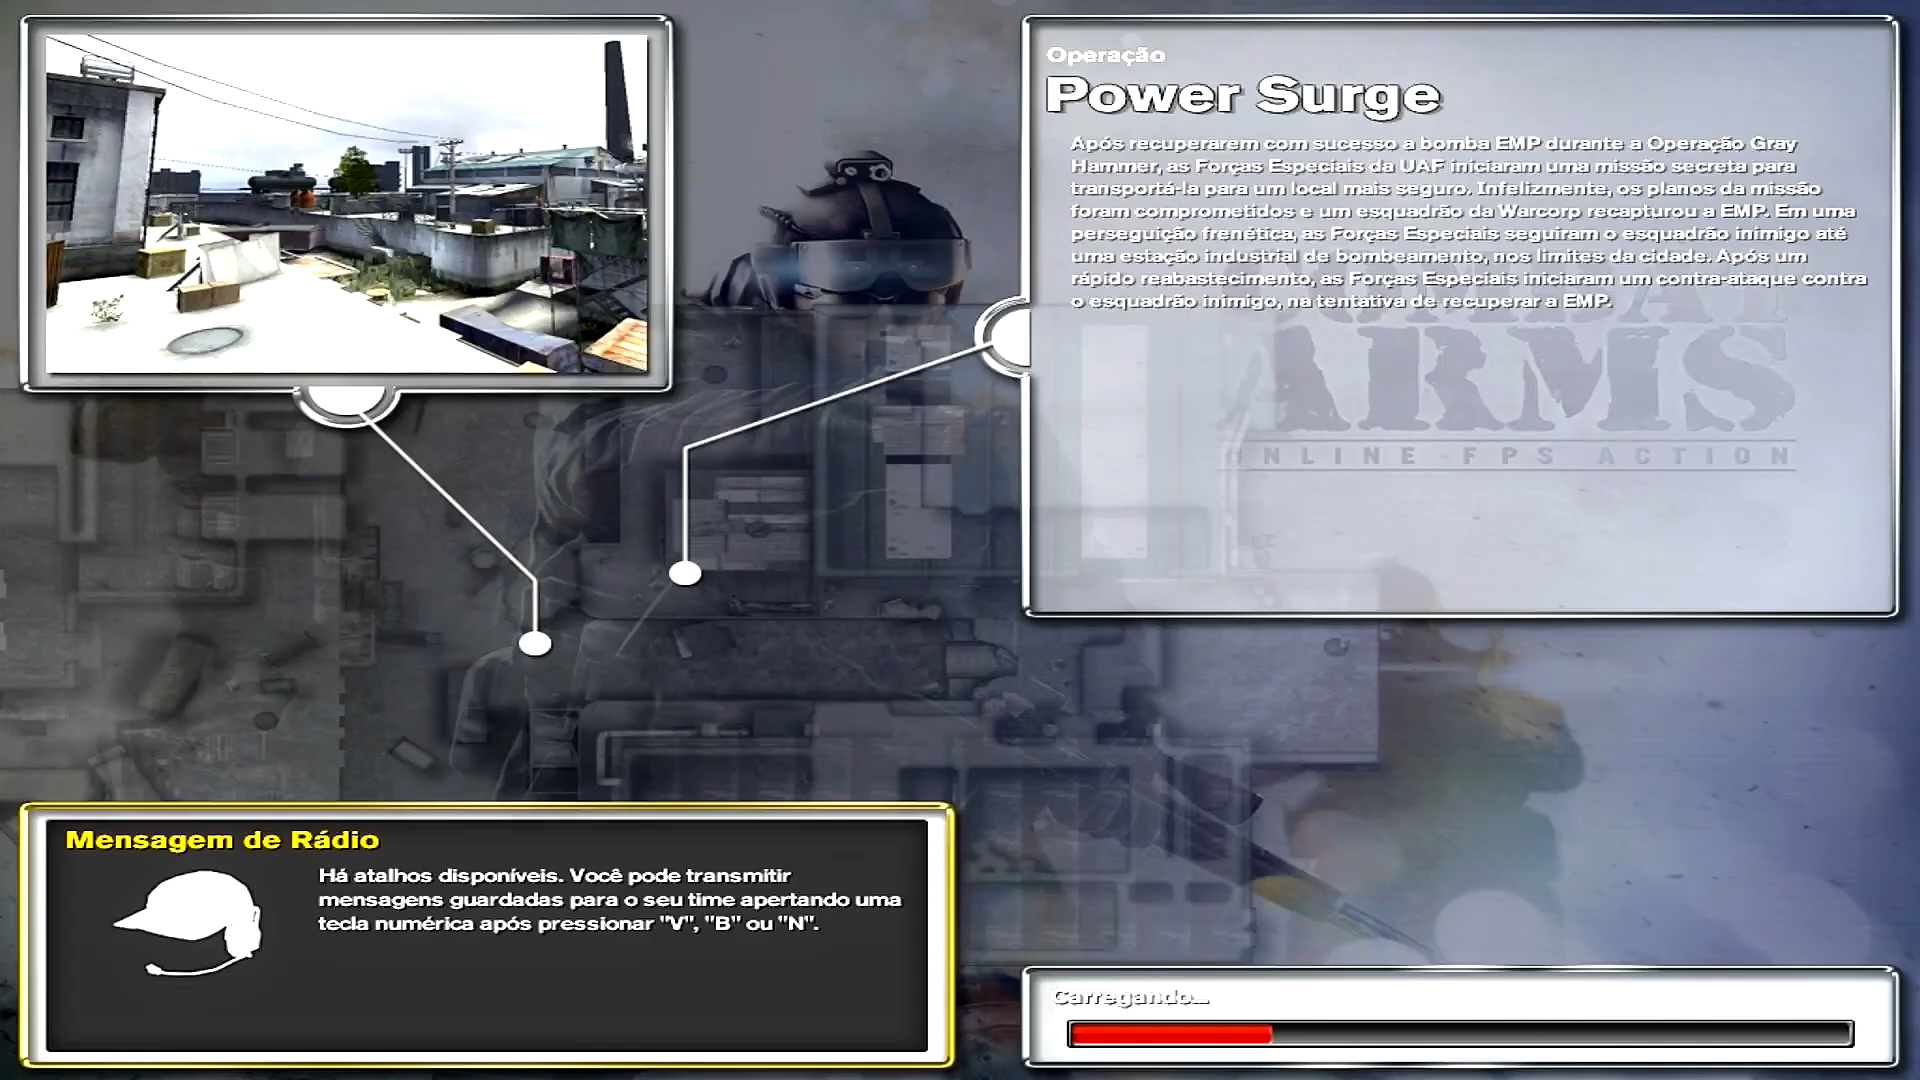 Operação
Power Surge
Após recuperarem com sucesso a bomba EMP durante a Operação Gray
Hammer, as Forças Especiais da UAF iniciaram uma missão secreta para
transportá-la para um local mais seguro. Infelizmente, os planos da missão
foram comprometidos e um esquadrão da Warcorp recapturou a EMP. Em uma
perseguição frenética, as Forças Especiais seguiram o esquadrão inimigo até
uma estação industrial de bombeamento, nos limites da cidade. Após um
rápido reabastecimento, as Forças Especiais iniciaram um contra-ataque contra
o esquadrão inimigo, na tentativa de recuperar a EMP.
ARMS
ONLINE FPS ACTION
Mensagem de Rádio
Há atalhos disponíveis. Você pode transmitir
mensagens guardadas para o seu time apertando uma
tecla numérica após pressionar "V", "B" ou "N".
Carregando...